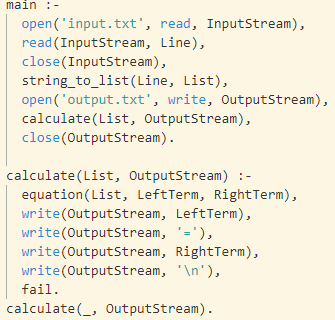 main :-
open('input.txt', read, InputStream),
read(InputStream, Line),
close(InputStream),
string_to_list(Line, List),
open('output.txt', write, OutputStream),
calculate(List, OutputStream),
close(OutputStream).
calculate(List, OutputStream) :-
equation(List, LeftTerm, RightTerm),
write(OutputStream, LeftTerm),
write(OutputStream, '='),
write(OutputStream, RightTerm),
write(OutputStream, '\n'),
fail.
calculate(_, OutputStream).